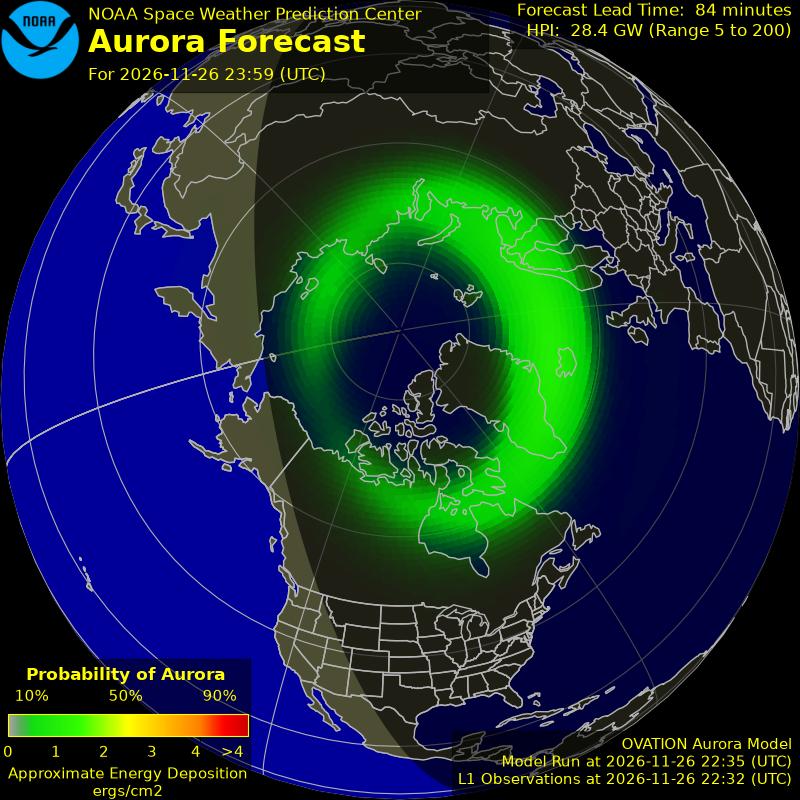 NOAA
NOAA Space Weather Prediction Center
Aurora Forecast
For 2026-11-26 23:59 (UTC)
Forecast Lead Time: 84 minutes
HPI: 28.4 GW (Range 5 to 200)
Probability of Aurora
10% 50% 90%
0 1 2 3 4 >4
Approximate Energy Deposition
ergs/cm2
OVATION Aurora Model
Model Run at 2026-11-26 22:35 (UTC)
L1 Observations at 2026-11-26 22:32 (UTC)